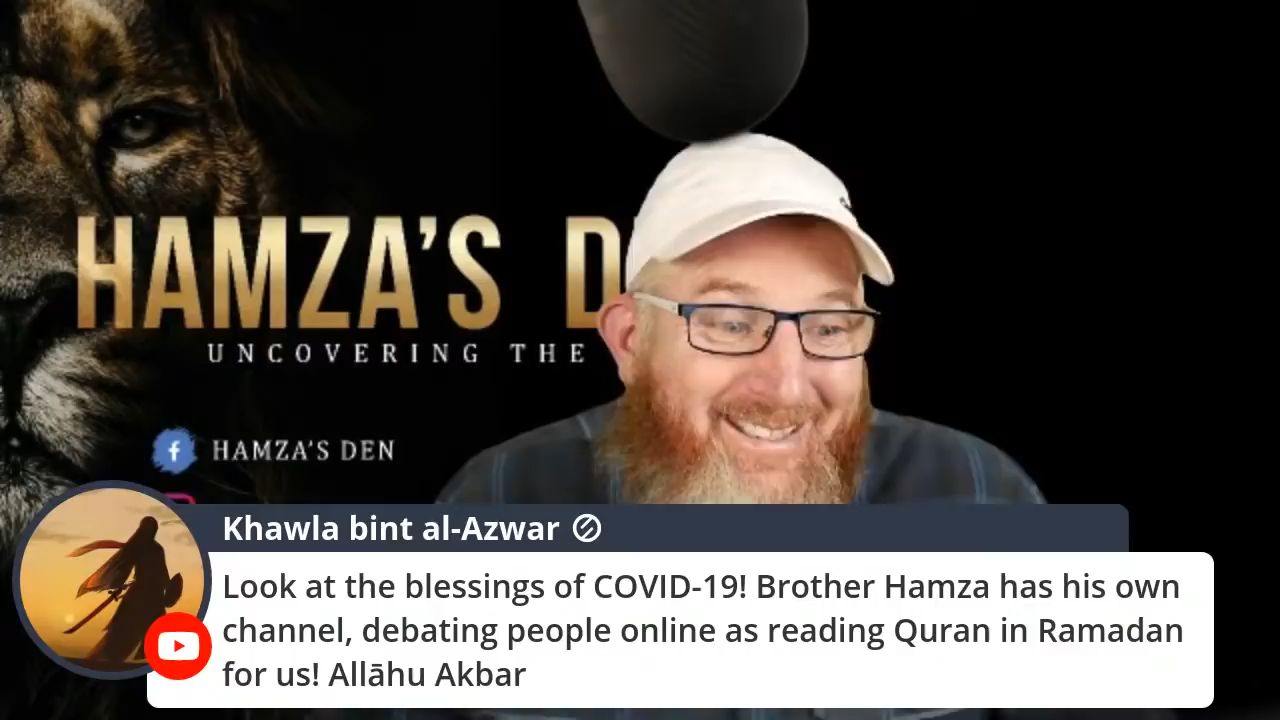 HAMZA'S D
UNCOVERING THE
f HAMZA'S DEN
Khawla bint al-Azwar
Look at the blessings of COVID-19! Brother Hamza has his own
channel, debating people online as reading Quran in Ramadan
for us! Allāhu Akbar